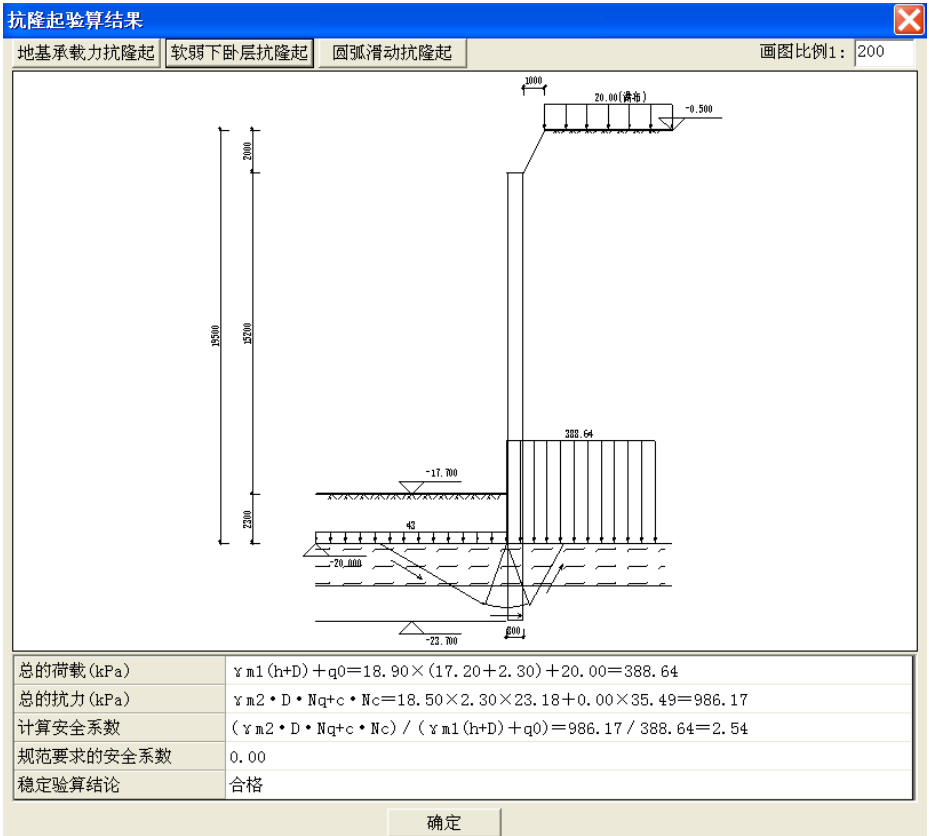 抗隆起验算结果
地基承载力抗隆起 软弱下卧层抗隆起 圆弧滑动抗隆起 画图比例1: 200
1000
20.00(满布)
-0.500
2000
19500
15200
388.64
-17.700
2300
43
-20.000
800
-23.700
总的荷载(kPa) γm1(h+D)+q0=18.90×(17.20+2.30)+20.00=388.64
总的抗力(kPa) γm2•D•Nq+c•Nc=18.50×2.30×23.18+0.00×35.49=986.17
计算安全系数 (γm2•D•Nq+c•Nc)/(γm1(h+D)+q0)=986.17/388.64=2.54
规范要求的安全系数 0.00
稳定验算结论 合格
确定